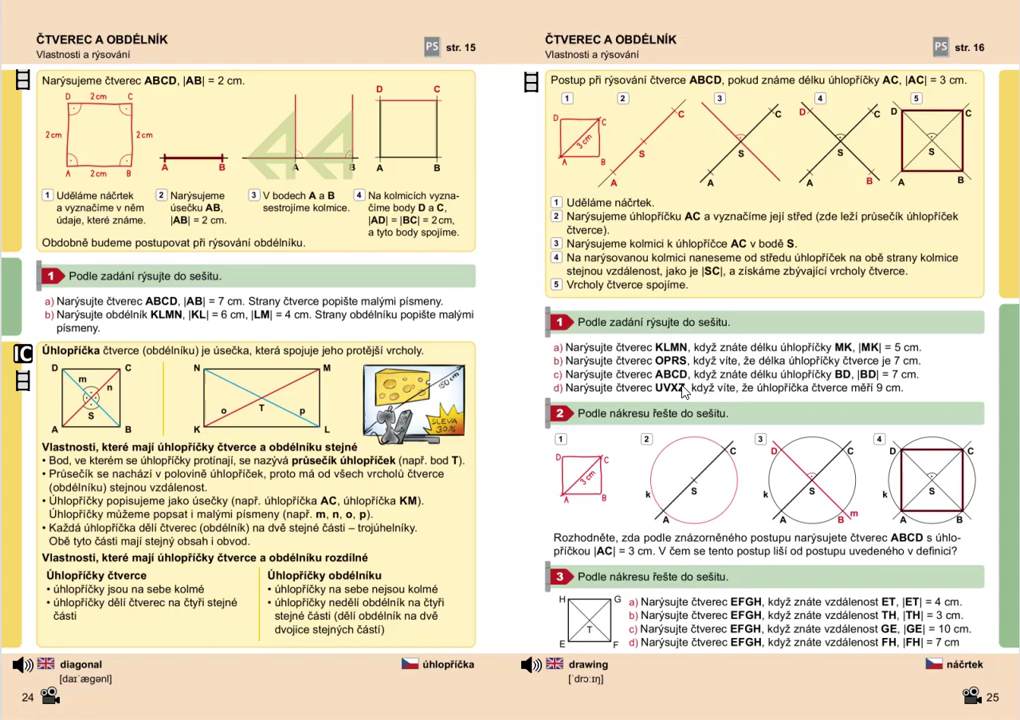 ČTVEREC A OBDÉLNÍK
Vlastnosti a rýsování
PS str. 15
Narýsujeme čtverec ABCD, |AB| = 2 cm.
D 2 cm C
2 cm 2 cm
A 2 cm B
A B
A B
D C
A B
1 Uděláme náčrtek
a vyznačíme v něm
údaje, které známe.
2 Narýsujeme
úsečku AB,
|AB| = 2 cm.
3 V bodech A a B
sestrojíme kolmice.
4 Na kolmicích vyzna-
číme body D a C,
|AD| = |BC| = 2 cm,
a tyto body spojíme.
Obdobně budeme postupovat při rýsování obdélníku.
1 Podle zadání rýsujte do sešitu.
a) Narýsujte čtverec ABCD, |AB| = 7 cm. Strany čtverce popište malými písmeny.
b) Narýsujte obdélník KLMN, |KL| = 6 cm, |LM| = 4 cm. Strany obdélníku popište malými
písmeny.
IC
Úhlopříčka čtverce (obdélníku) je úsečka, která spojuje jeho protější vrcholy.
D C
m n
S
A B
N M
o T p
K L
SLEVA
30%
Vlastnosti, které mají úhlopříčky čtverce a obdélníku stejné
• Bod, ve kterém se úhlopříčky protínají, se nazývá průsečík úhlopříček (např. bod T).
• Průsečík se nachází v polovině úhlopříček, proto má od všech vrcholů čtverce
(obdélníku) stejnou vzdálenost.
• Úhlopříčky popisujeme jako úsečky (např. úhlopříčka AC, úhlopříčka KM).
Úhlopříčky můžeme popsat i malými písmeny (např. m, n, o, p).
• Každá úhlopříčka dělí čtverec (obdélník) na dvě stejné části – trojúhelníky.
Obě tyto části mají stejný obsah i obvod.
Vlastnosti, které mají úhlopříčky čtverce a obdélníku rozdílné
Úhlopříčky čtverce
• úhlopříčky jsou na sebe kolmé
• úhlopříčky dělí čtverec na čtyři stejné
části
Úhlopříčky obdélníku
• úhlopříčky na sebe nejsou kolmé
• úhlopříčky nedělí obdélník na čtyři
stejné části (dělí obdélník na dvě
dvojice stejných částí)
diagonal
[daɪˈægənl]
úhlopříčka
24
ČTVEREC A OBDÉLNÍK
Vlastnosti a rýsování
PS str. 16
Postup při rýsování čtverce ABCD, pokud známe délku úhlopříčky AC, |AC| = 3 cm.
1 2 3 4 5
D C 3 cm A B
C S A
C S A
D C S A B
D C S A B
1 Uděláme náčrtek.
2 Narýsujeme úhlopříčku AC a vyznačíme její střed (zde leží průsečík úhlopříček
čtverce).
3 Narýsujeme kolmici k úhlopříčce AC v bodě S.
4 Na narýsovanou kolmici naneseme od středu úhlopříček na obě strany kolmice
stejnou vzdálenost, jako je |SC|, a získáme zbývající vrcholy čtverce.
5 Vrcholy čtverce spojíme.
1 Podle zadání rýsujte do sešitu.
a) Narýsujte čtverec KLMN, když znáte délku úhlopříčky MK, |MK| = 5 cm.
b) Narýsujte čtverec OPRS, když víte, že délka úhlopříčky čtverce je 7 cm.
c) Narýsujte čtverec ABCD, když znáte délku úhlopříčky BD, |BD| = 7 cm.
d) Narýsujte čtverec UVXZ, když víte, že úhlopříčka čtverce měří 9 cm.
2 Podle nákresu řešte do sešitu.
1 2 3 4
D C 3 cm A B
C S k A
D C S k A B m
D C S k A B
Rozhodněte, zda podle znázorněného postupu narýsujete čtverec ABCD s úhlo-
příčkou |AC| = 3 cm. V čem se tento postup liší od postupu uvedeného v definici?
3 Podle nákresu řešte do sešitu.
H G
T
E F
a) Narýsujte čtverec EFGH, když znáte vzdálenost ET, |ET| = 4 cm.
b) Narýsujte čtverec EFGH, když znáte vzdálenost TH, |TH| = 3 cm.
c) Narýsujte čtverec EFGH, když znáte vzdálenost GE, |GE| = 10 cm.
d) Narýsujte čtverec EFGH, když znáte vzdálenost FH, |FH| = 7 cm
drawing
[ˈdrɔːɪŋ]
náčrtek
25